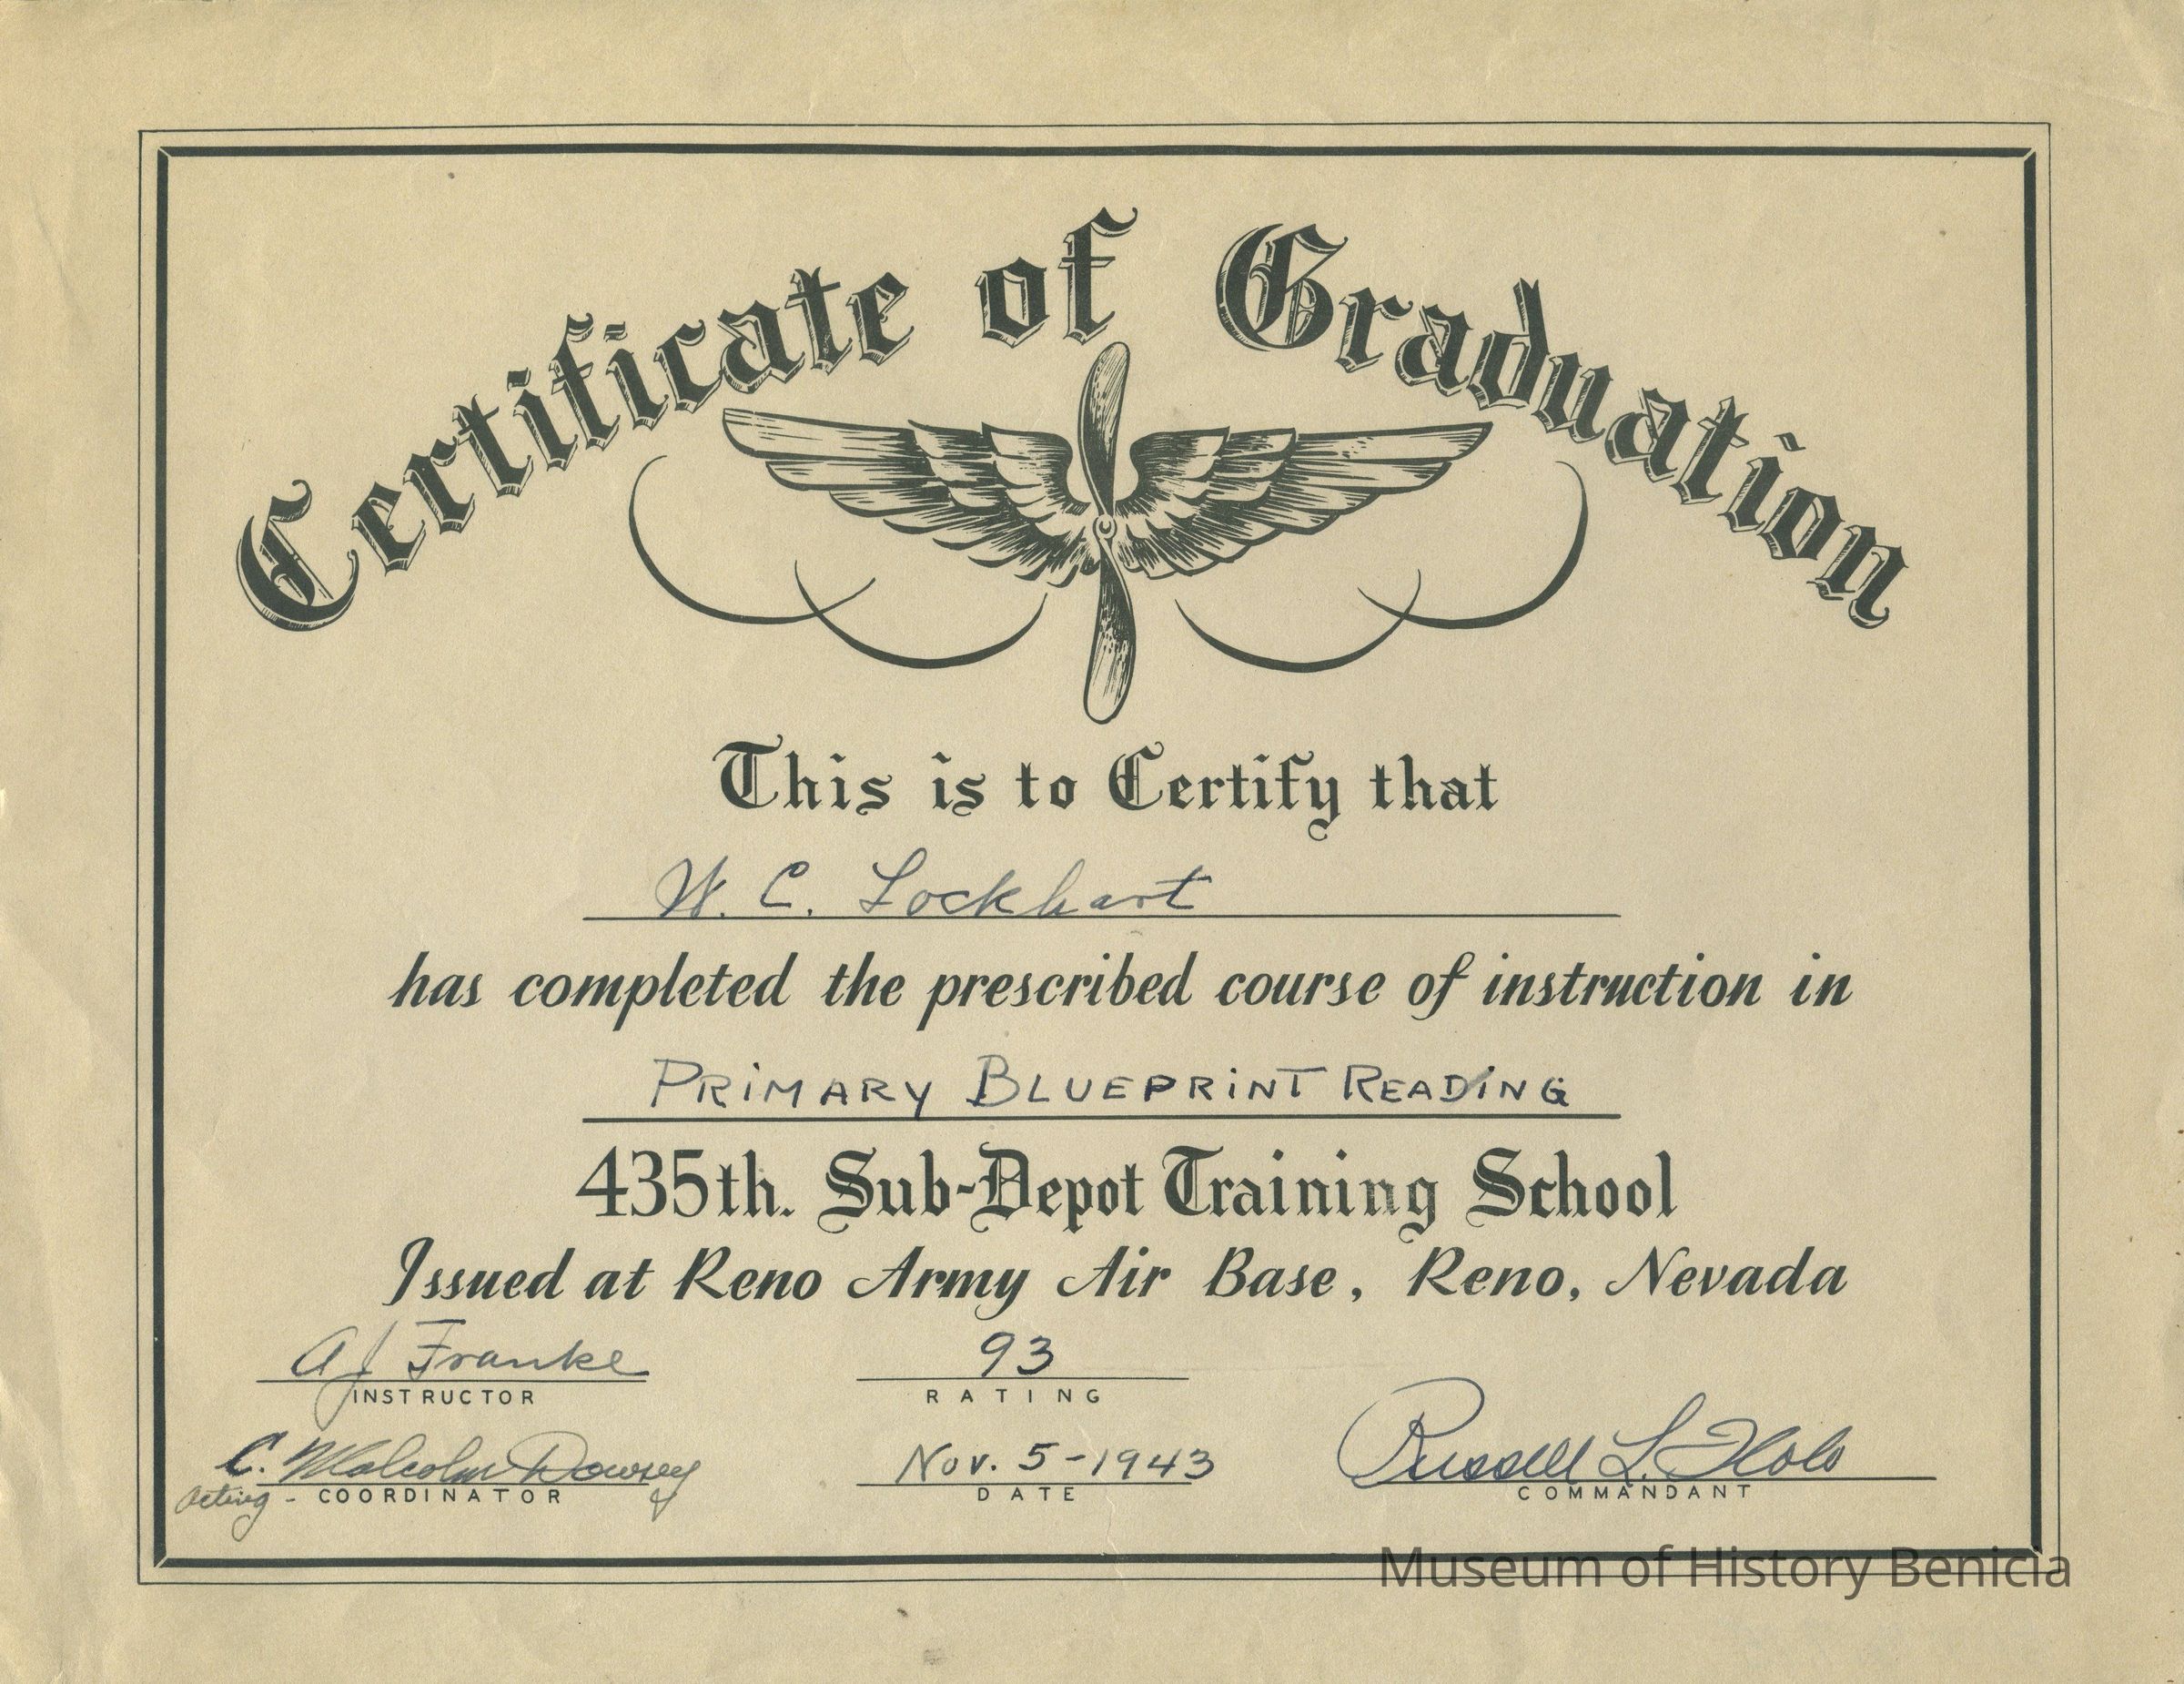 Certificate of Graduation
This is to Certify that
W. C. Lockhart
has completed the prescribed course of instruction in
PRIMARY BLUEPRINT READING
435th. Sub-Depot Training School
Issued at Reno Army Air Base, Reno, Nevada
A J Franke
INSTRUCTOR
93
RATING
C. Malcolm Dowsey
Acting - COORDINATOR
Nov. 5-1943
DATE
Russell L.
COMMANDANT
Museum of History Benicia